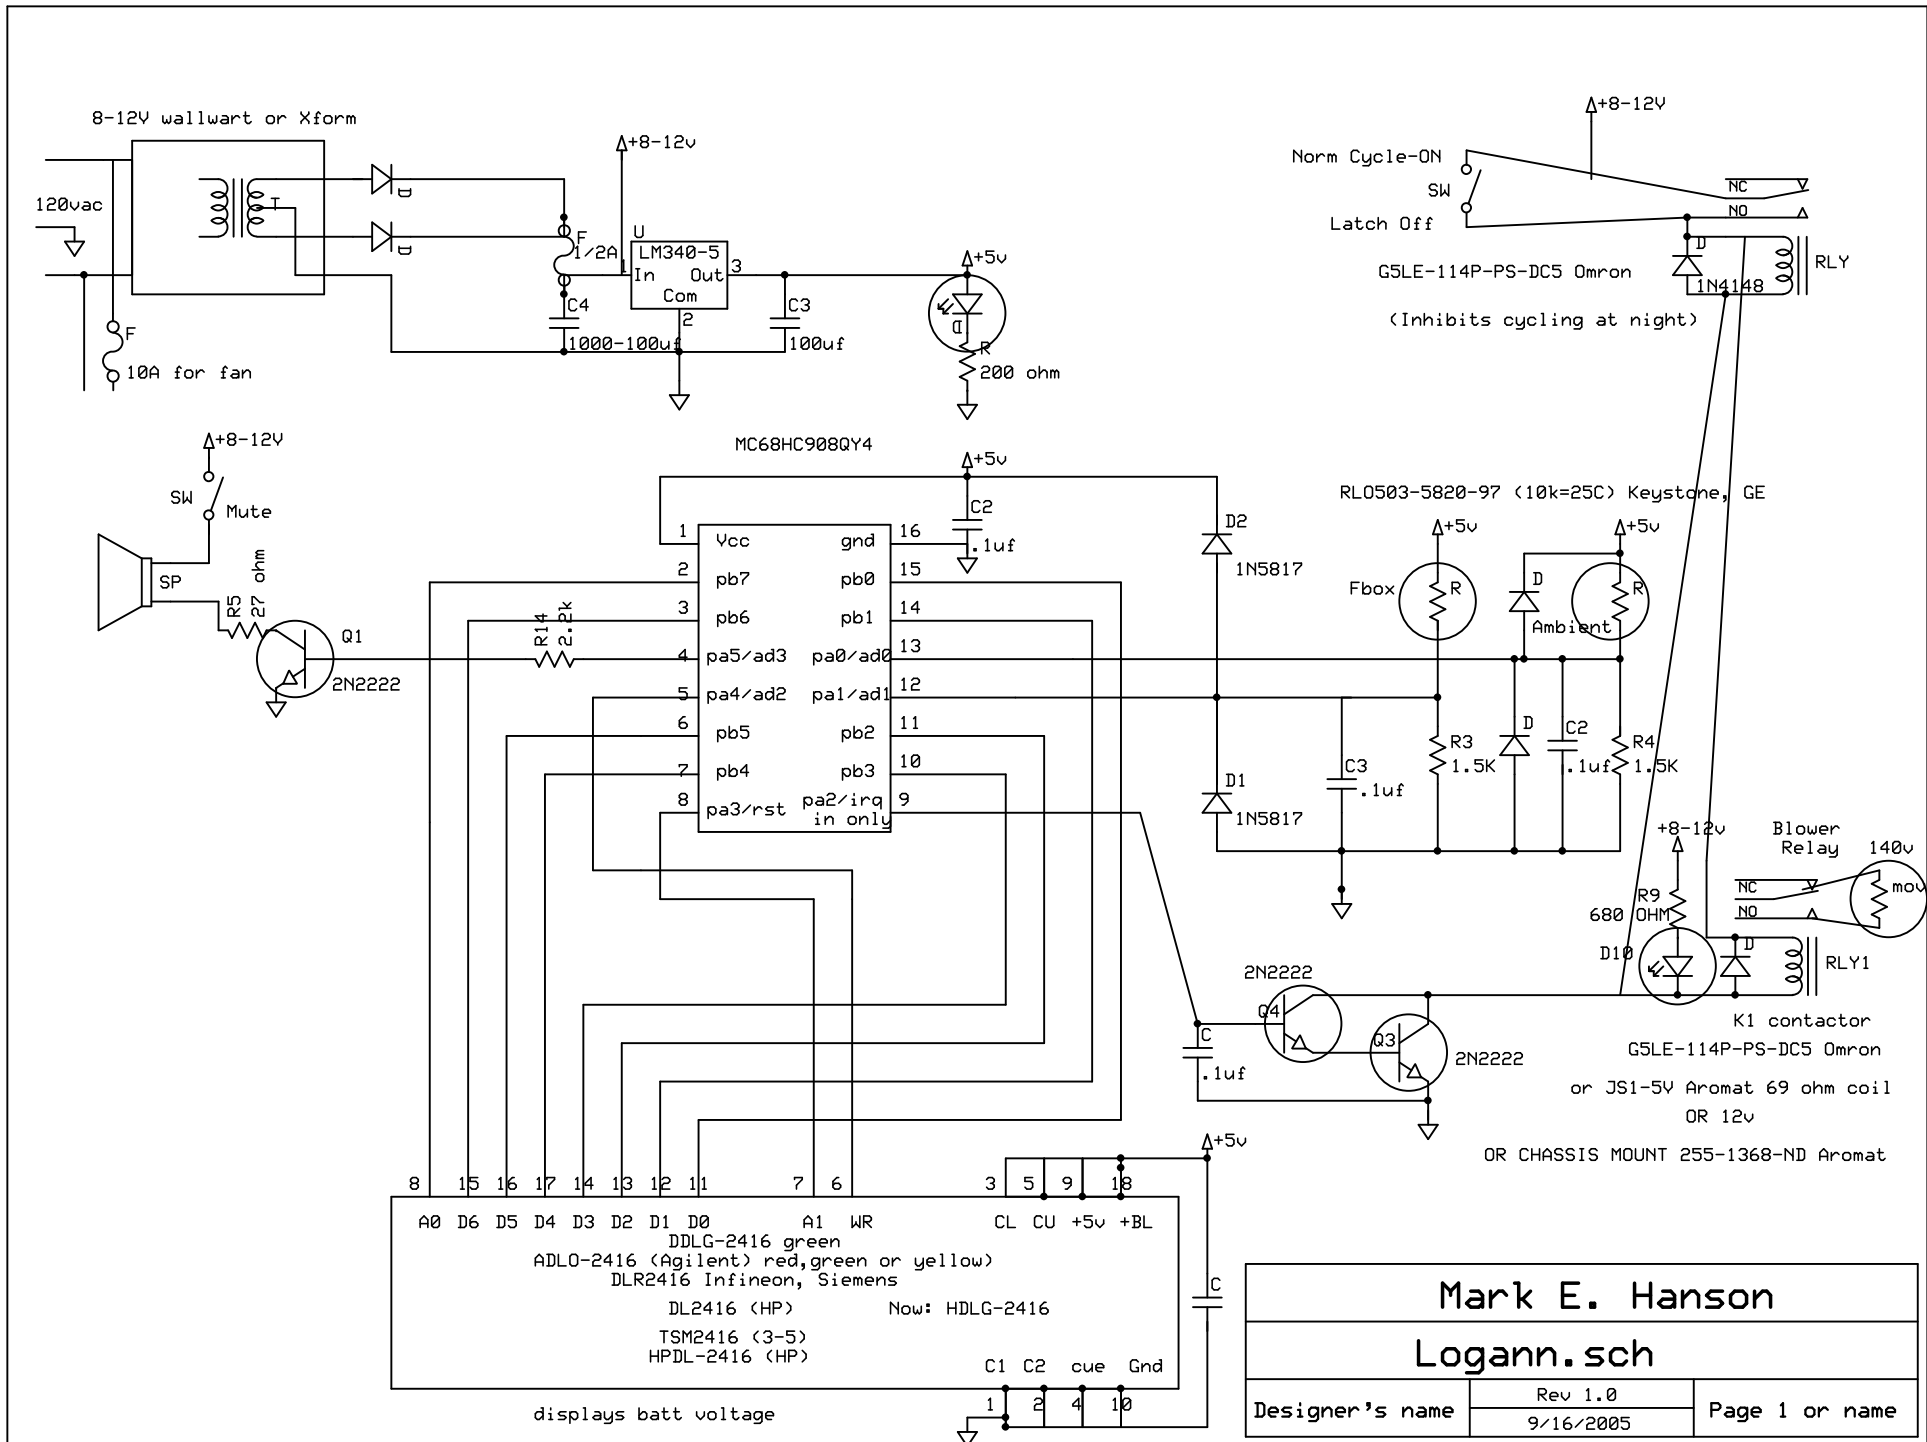 8-12V wallwart or Xform
120vac
T
D
D
F
10A for fan
F
1/2A
+8-12v
U
LM340-5
In
Out
Com
1
2
3
C4
1000-100uf
C3
100uf
+5v
D
R
200 ohm
+8-12V
Norm Cycle-ON
SW
Latch Off
NC
NO
D
1N4148
RLY
G5LE-114P-PS-DC5 Omron
(Inhibits cycling at night)
+8-12V
SW
Mute
SP
R5
27 ohm
Q1
2N2222
R14
2.2k
MC68HC908QY4
+5v
C2
.1uf
1 Vcc gnd 16
2 pb7 pb0 15
3 pb6 pb1 14
4 pa5/ad3 pa0/ad0 13
5 pa4/ad2 pa1/ad1 12
6 pb5 pb2 11
7 pb4 pb3 10
8 pa3/rst pa2/irq 9
in only
D2
1N5817
D1
1N5817
RL0503-5820-97 (10k=25C) Keystone, GE
+5v
+5v
Fbox
R
D
R
Ambient
C3
.1uf
R3
1.5K
D
C2
.1uf
R4
1.5K
+8-12v
Blower
Relay
140v
mov
NC
NO
R9
680 OHM
D10
D
RLY1
K1 contactor
G5LE-114P-PS-DC5 Omron
or JS1-5V Aromat 69 ohm coil
OR 12v
OR CHASSIS MOUNT 255-1368-ND Aromat
2N2222
Q4
Q3
2N2222
C
.1uf
+5v
C
8 15 16 17 14 13 12 11 7 6 3 5 9 18
A0 D6 D5 D4 D3 D2 D1 D0 A1 WR CL CU +5v +BL
DDLG-2416 green
ADLO-2416 (Agilent) red,green or yellow)
DLR2416 Infineon, Siemens
DL2416 (HP)
Now: HDLG-2416
TSM2416 (3-5)
HPDL-2416 (HP)
C1 C2 cue Gnd
1 2 4 10
displays batt voltage
Mark E. Hanson
Logann.sch
Designer's name
Rev 1.0
9/16/2005
Page 1 or name